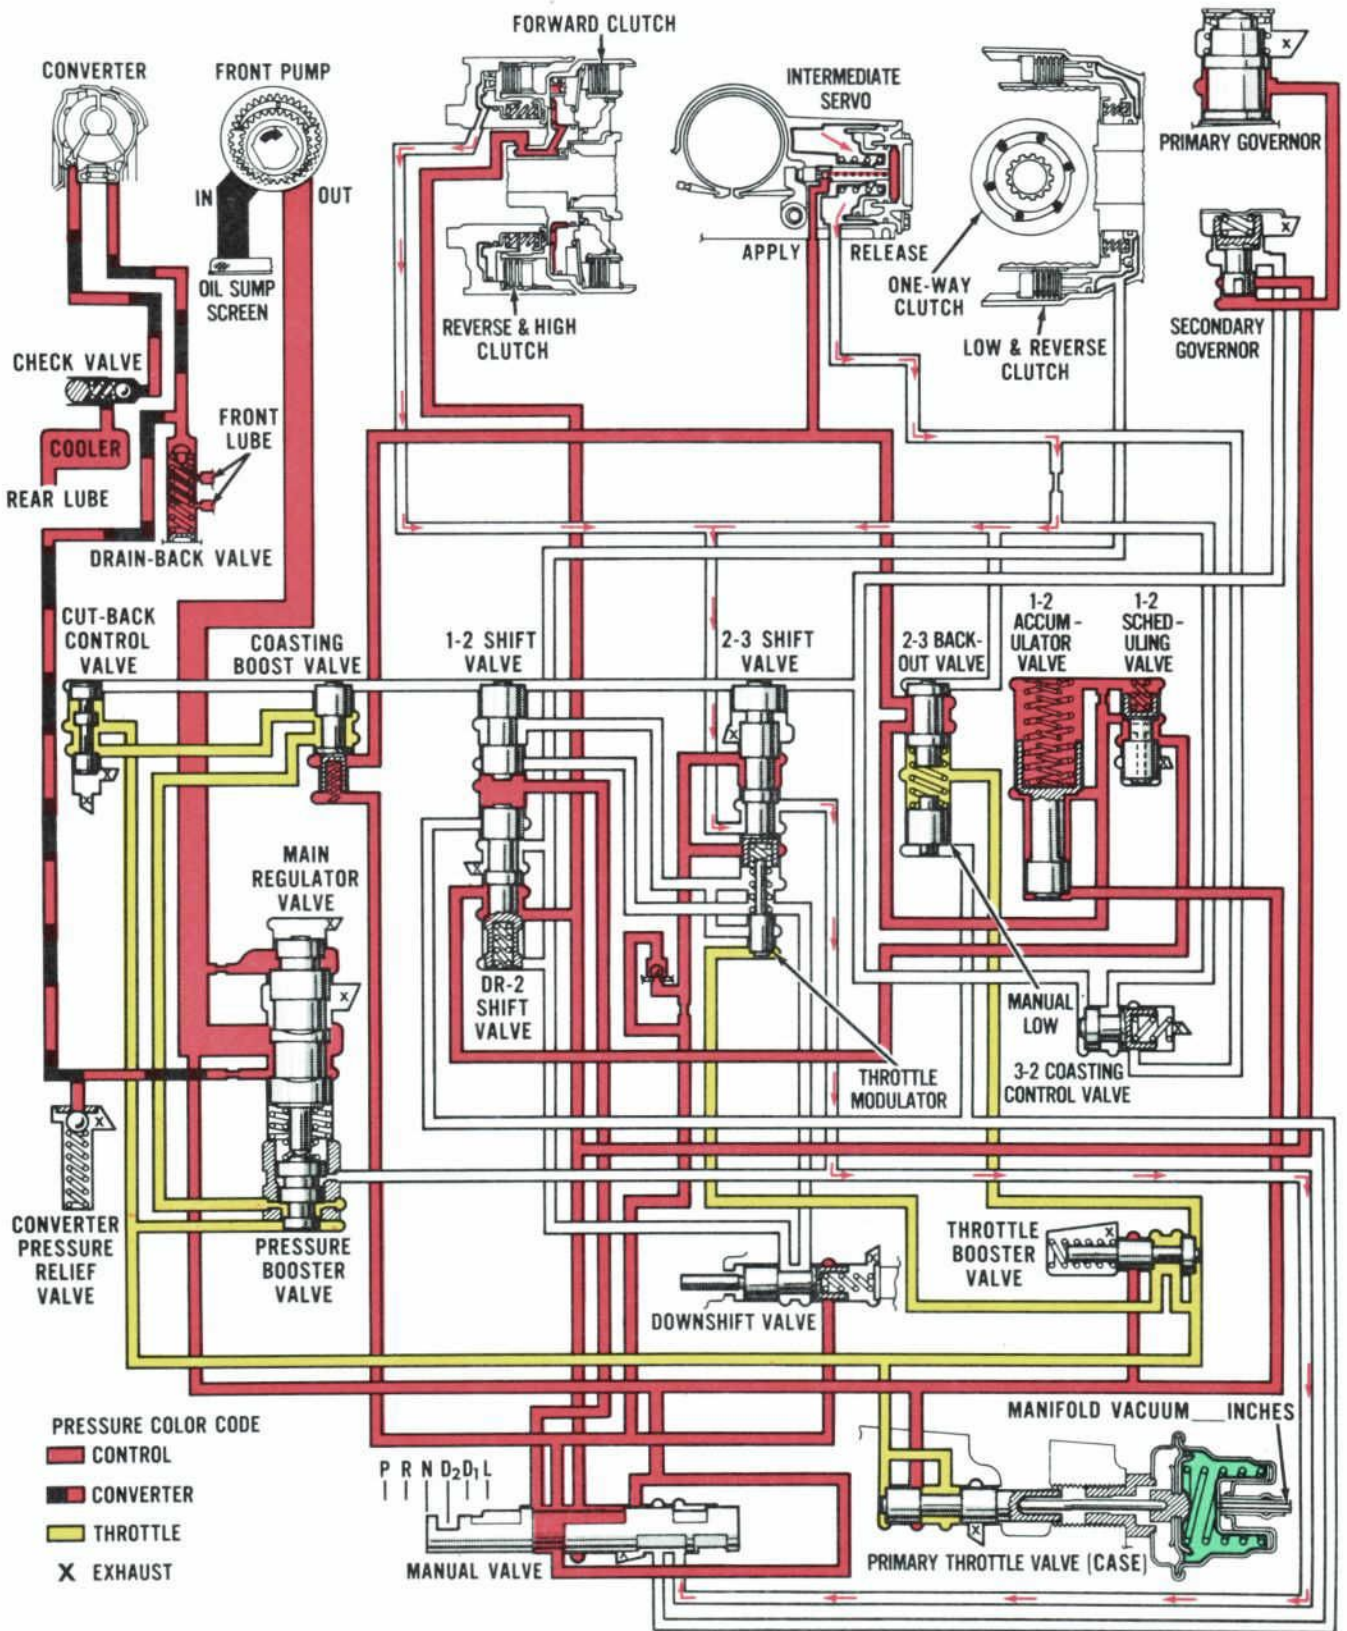 FORWARD CLUTCH
CONVERTER
FRONT PUMP
INTERMEDIATE
SERVO
X
PRIMARY GOVERNOR
IN
OUT
APPLY
RELEASE
X
OIL SUMP
SCREEN
ONE-WAY
CLUTCH
REVERSE & HIGH
CLUTCH
LOW & REVERSE
CLUTCH
SECONDARY
GOVERNOR
CHECK VALVE
FRONT
LUBE
COOLER
REAR LUBE
DRAIN-BACK VALVE
CUT-BACK
CONTROL
VALVE
COASTING
BOOST VALVE
1-2 SHIFT
VALVE
2-3 SHIFT
VALVE
2-3 BACK-
OUT VALVE
1-2
ACCUM-
ULATOR
VALVE
1-2
SCHED-
ULING
VALVE
X
MAIN
REGULATOR
VALVE
X
DR-2
SHIFT
VALVE
MANUAL
LOW
THROTTLE
MODULATOR
3-2 COASTING
CONTROL VALVE
X
CONVERTER
PRESSURE
RELIEF
VALVE
PRESSURE
BOOSTER
VALVE
THROTTLE
BOOSTER
VALVE
X
DOWNSHIFT VALVE
PRESSURE COLOR CODE
CONTROL
CONVERTER
THROTTLE
X EXHAUST
P R N D2 D1 L
MANUAL VALVE
MANIFOLD VACUUM___INCHES
X
PRIMARY THROTTLE VALVE (CASE)